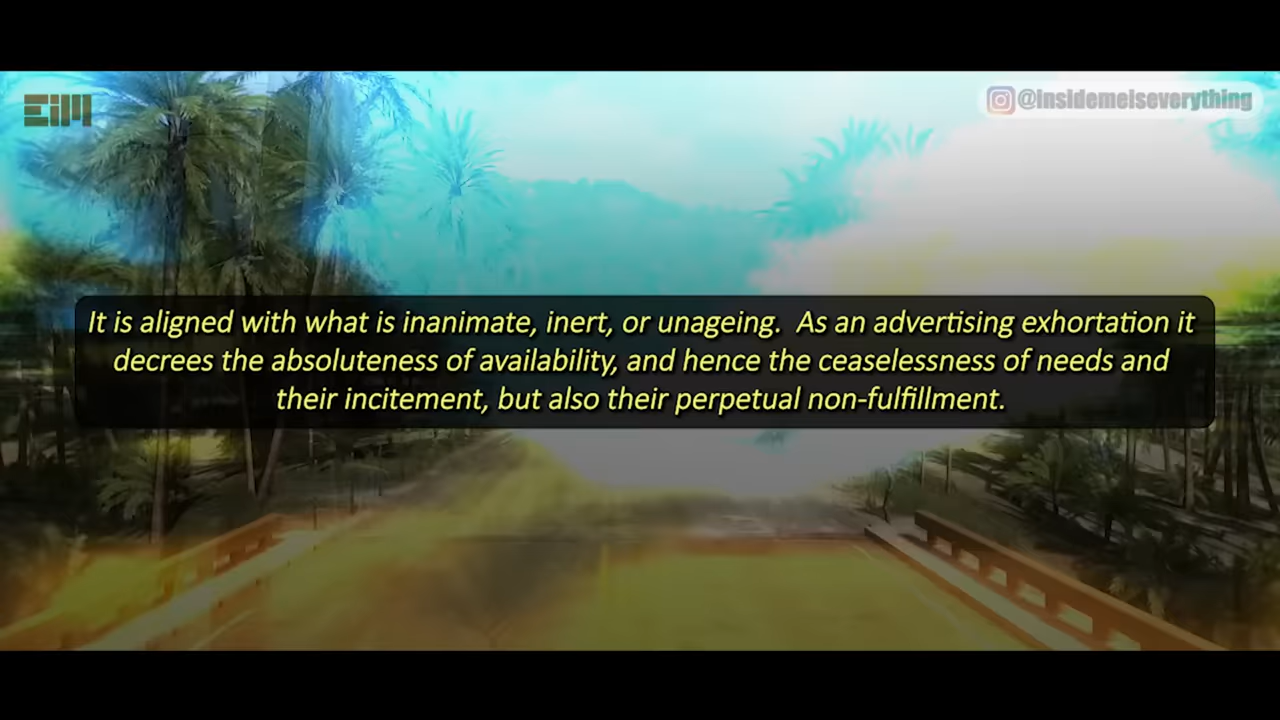 EiM
@insidemeiseverything
It is aligned with what is inanimate, inert, or unageing.  As an advertising exhortation it
decrees the absoluteness of availability, and hence the ceaselessness of needs and
their incitement, but also their perpetual non-fulfillment.